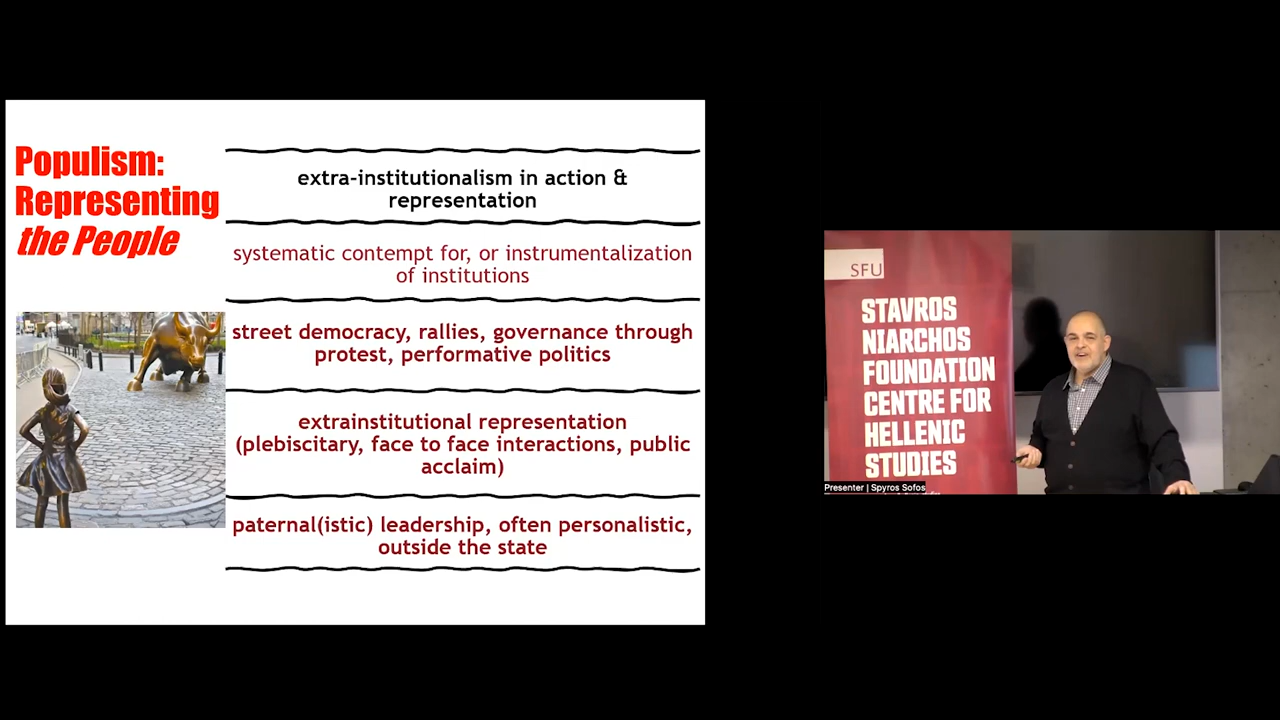 Populism:
Representing
the People
extra-institutionalism in action &
representation
systematic contempt for, or instrumentalization
of institutions
street democracy, rallies, governance through
protest, performative politics
extrainstitutional representation
(plebiscitary, face to face interactions, public
acclaim)
paternal(istic) leadership, often personalistic,
outside the state
SFU
STAVROS
NIARCHOS
FOUNDATION
CENTRE FOR
HELLENIC
STUDIES
Presenter | Spyros Sofos